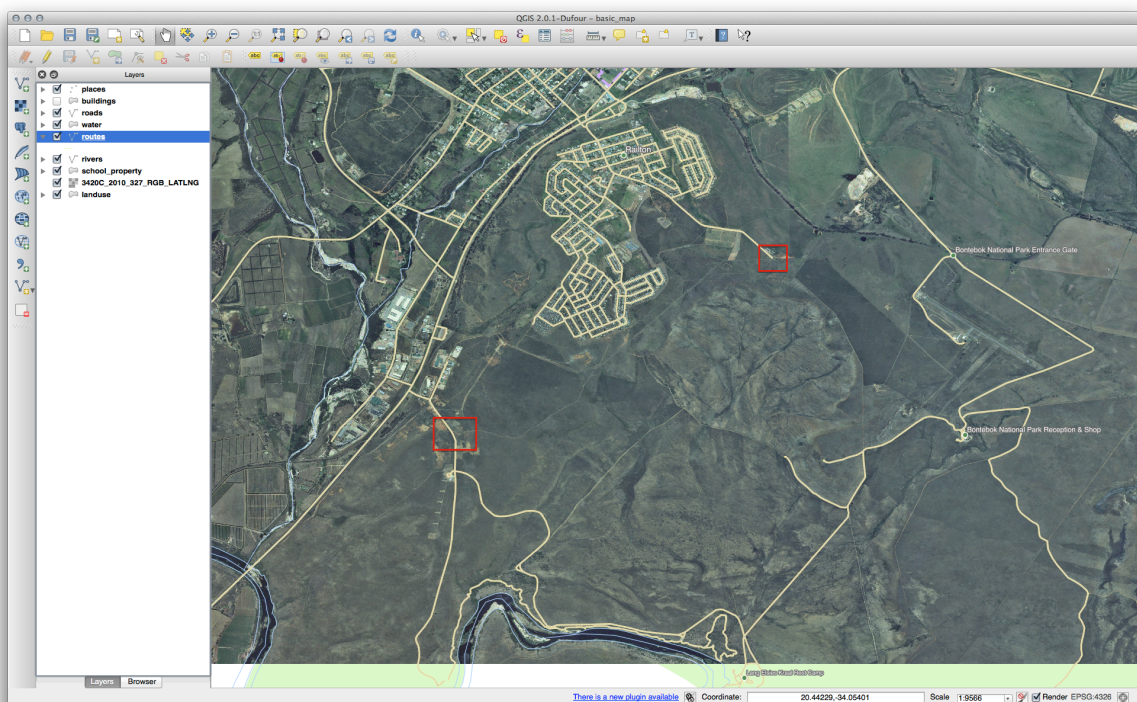 QGIS 2.0.1-Dufour - basic_map
Layers
places
buildings
roads
water
routes
rivers
school_property
3420C_2010_327_RGB_LATLNG
landuse
Railton
Bontebok National Park Entrance Gate
Bontebok National Park Reception & Shop
Lang Elsies Kraal Rest Camp
Layers Browser
There is a new plugin available Coordinate: 20.44229,-34.05401 Scale 1:9566 Render EPSG:4326